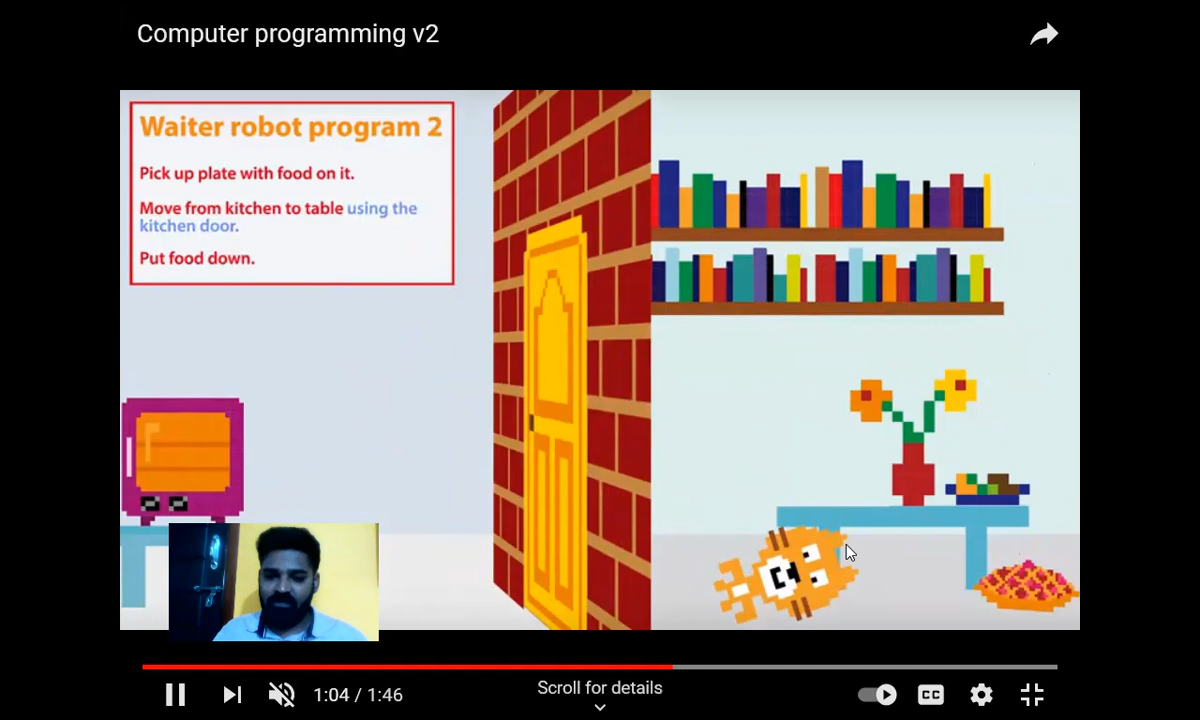 Computer programming v2
Waiter robot program 2
Pick up plate with food on it.
Move from kitchen to table using the
kitchen door.
Put food down.
1:04 / 1:46
Scroll for details
CC